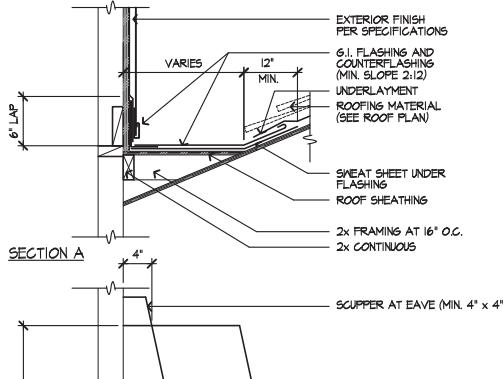 EXTERIOR FINISH
PER SPECIFICATIONS
VARIES
12"
MIN.
G.I. FLASHING AND
COUNTERFLASHING
(MIN. SLOPE 2:12)
UNDERLAYMENT
ROOFING MATERIAL
(SEE ROOF PLAN)
6" LAP
SWEAT SHEET UNDER
FLASHING
ROOF SHEATHING
2x FRAMING AT 16" O.C.
2x CONTINUOUS
SECTION A
4"
SCUPPER AT EAVE (MIN. 4" x 4"